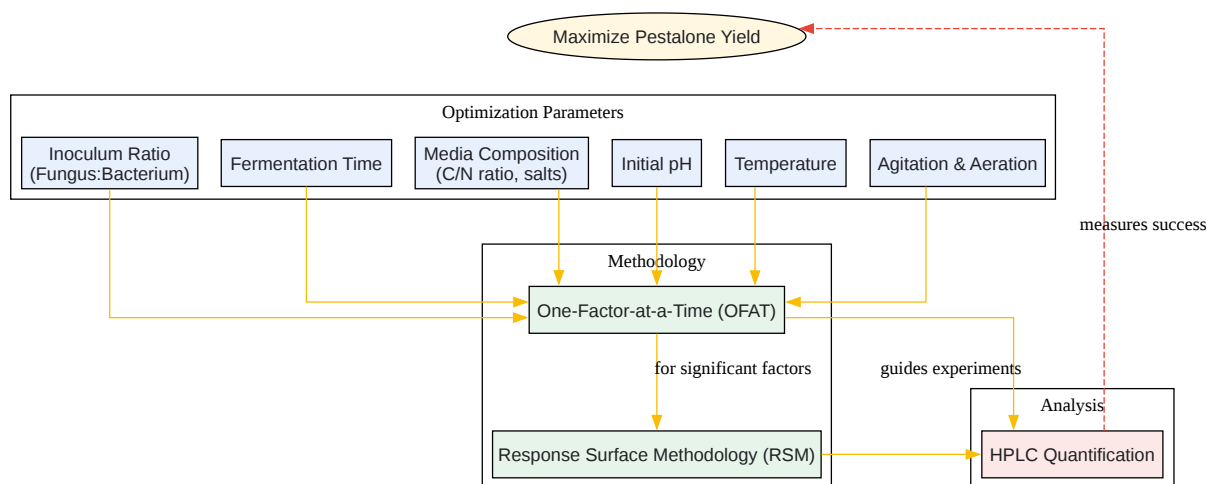 Maximize Pestalone Yield
Optimization Parameters
Inoculum Ratio
(Fungus:Bacterium)
Fermentation Time
Media Composition
(C/N ratio, salts)
Initial pH
Temperature
Agitation & Aeration
measures success
Methodology
One-Factor-at-a-Time (OFAT)
for significant factors
guides experiments
Analysis
Response Surface Methodology (RSM)
HPLC Quantification